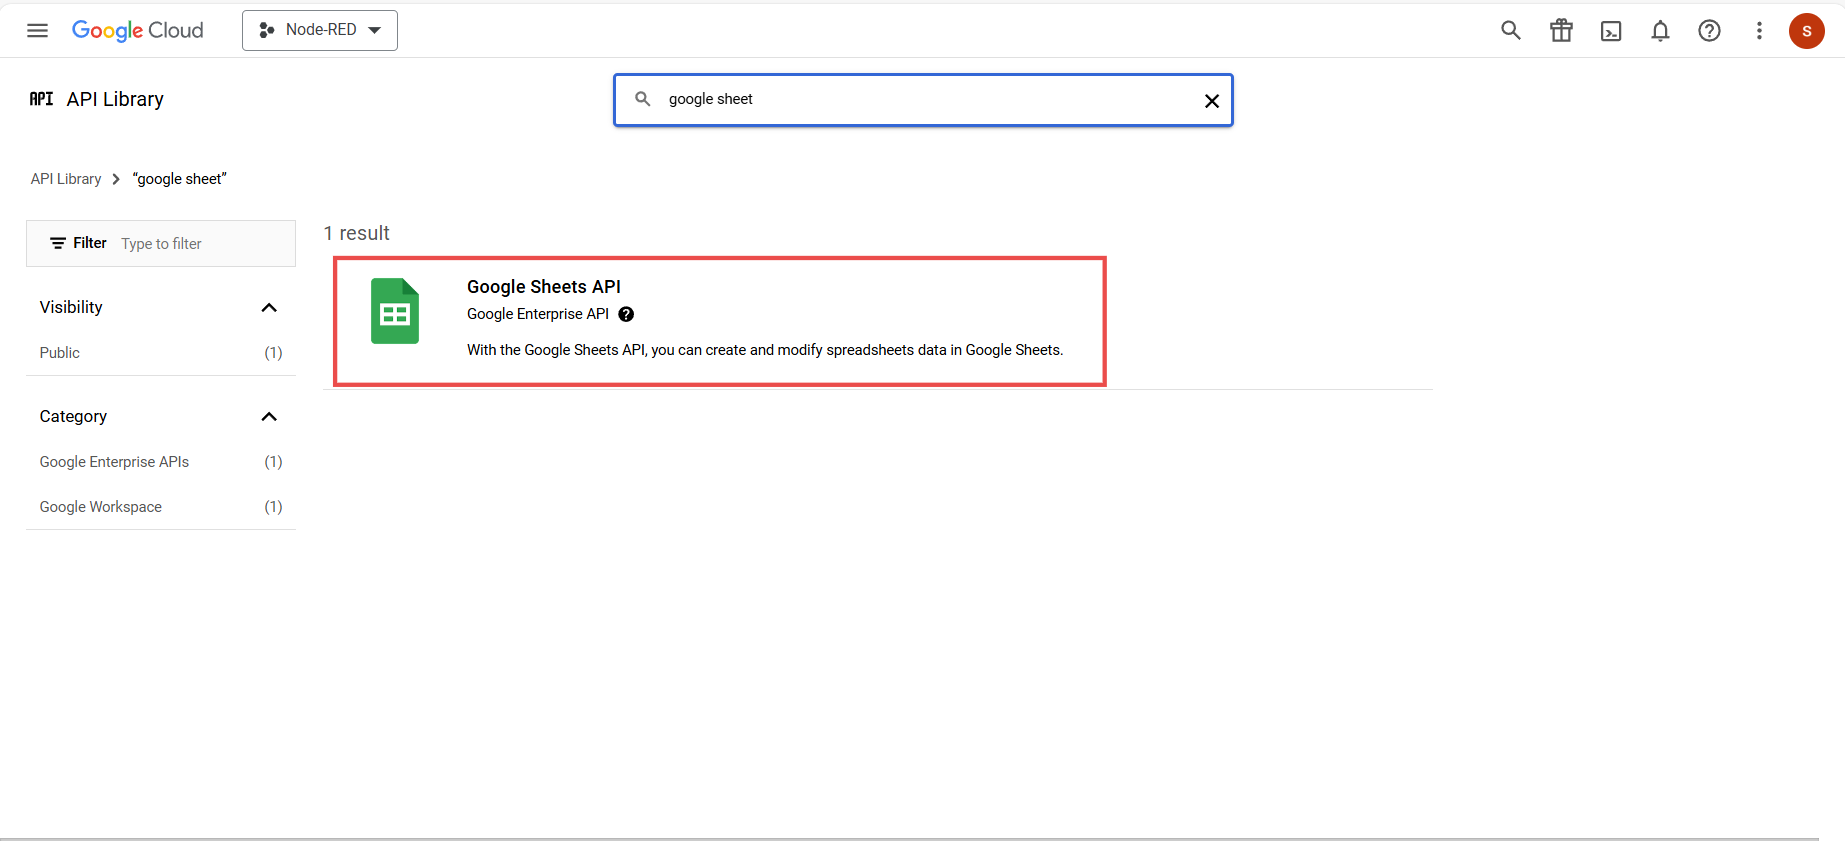 Google Cloud
Node-RED
S
API API Library
google sheet
API Library > “google sheet”
Filter Type to filter
1 result
Google Sheets API
Google Enterprise API
With the Google Sheets API, you can create and modify spreadsheets data in Google Sheets.
Visibility
Public (1)
Category
Google Enterprise APIs (1)
Google Workspace (1)